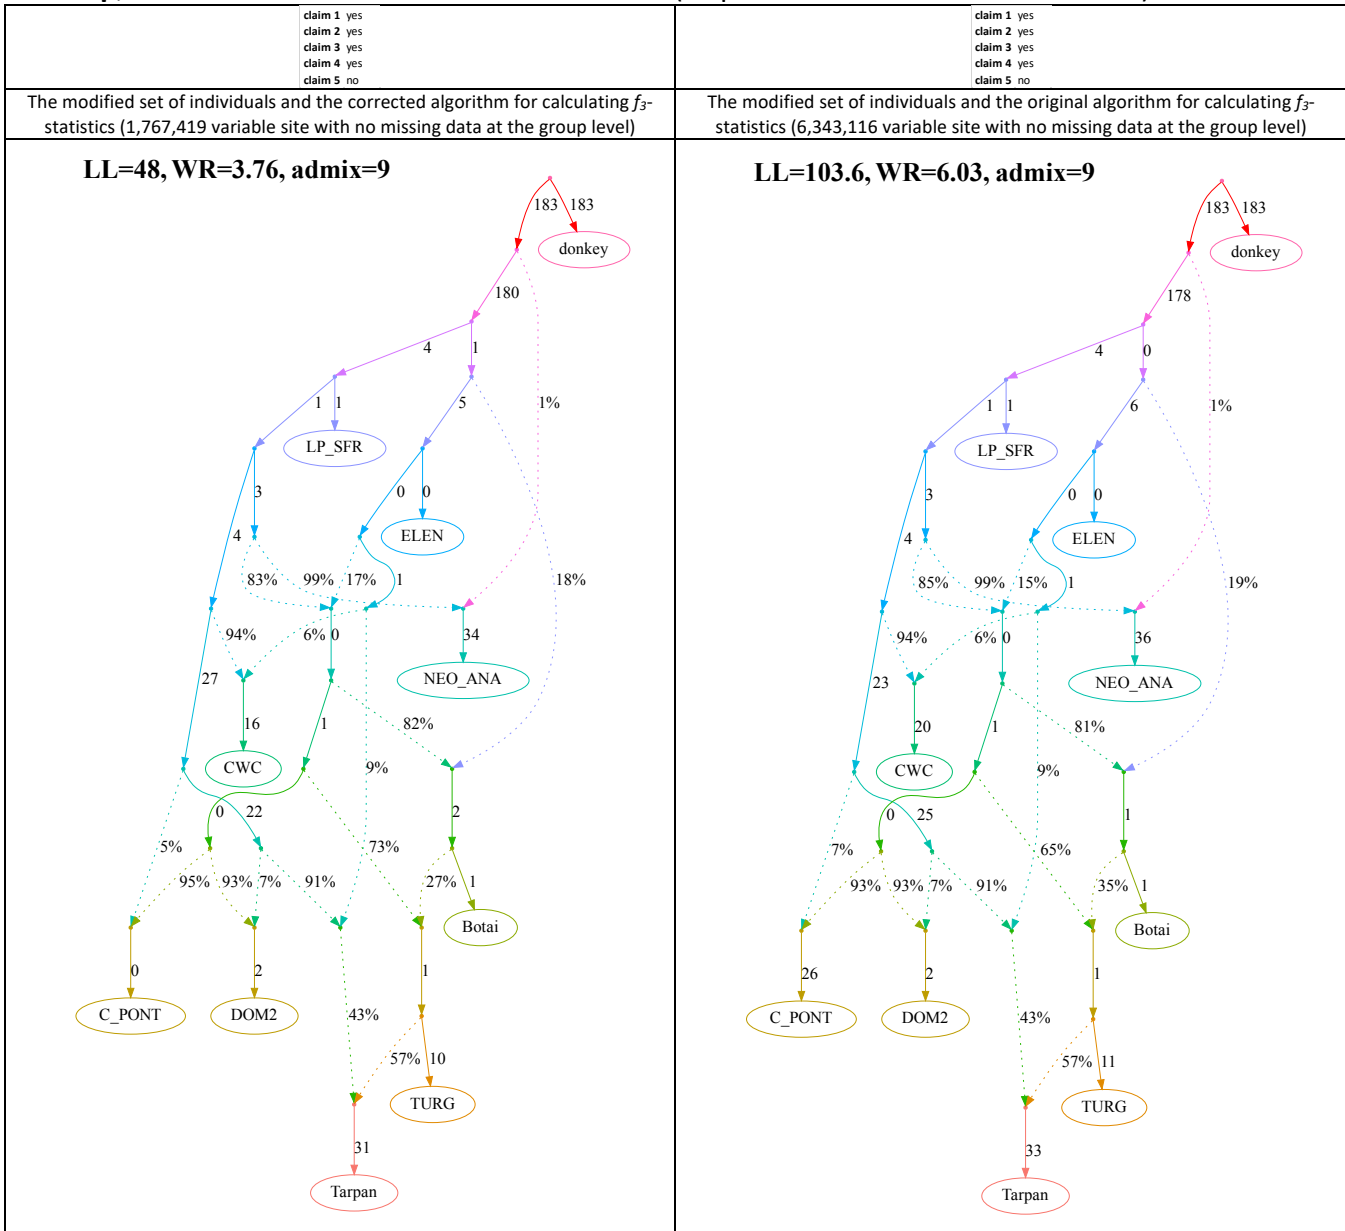 claim 1 yes
claim 2 yes
claim 3 yes
claim 4 yes
claim 5 no
claim 1 yes
claim 2 yes
claim 3 yes
claim 4 yes
claim 5 no
The modified set of individuals and the corrected algorithm for calculating f3-
statistics (1,767,419 variable site with no missing data at the group level)
The modified set of individuals and the original algorithm for calculating f3-
statistics (6,343,116 variable site with no missing data at the group level)
LL=48, WR=3.76, admix=9
183 183
donkey
180
4 1
1 1 5 1%
LP_SFR
3 0 0
4 ELEN
83% 99% 17% 1 18%
94% 6% 0 34
27 NEO_ANA
16 1 82%
CWC 9%
0 22 2
5% 73%
95% 93% 7% 91% 27% 1
Botai
0 2 1
C_PONT DOM2 43%
57% 10
TURG
31
Tarpan
LL=103.6, WR=6.03, admix=9
183 183
donkey
178
4 0
1 1 6 1%
LP_SFR
3 0 0
4 ELEN
85% 99% 15% 1 19%
94% 6% 0 36
23 NEO_ANA
20 1 81%
CWC 9%
0 25 1
7% 65%
93% 93% 7% 91% 35% 1
Botai
26 2 1
C_PONT DOM2 43%
57% 11
TURG
33
Tarpan